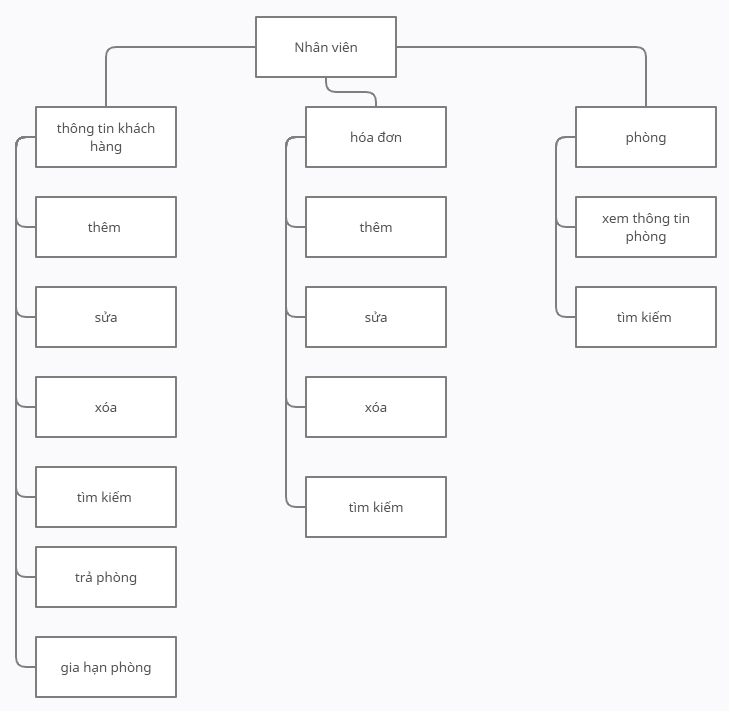 Nhân viên
thông tin khách
hàng
thêm
sửa
xóa
tìm kiếm
trả phòng
gia hạn phòng
hóa đơn
thêm
sửa
xóa
tìm kiếm
phòng
xem thông tin
phòng
tìm kiếm